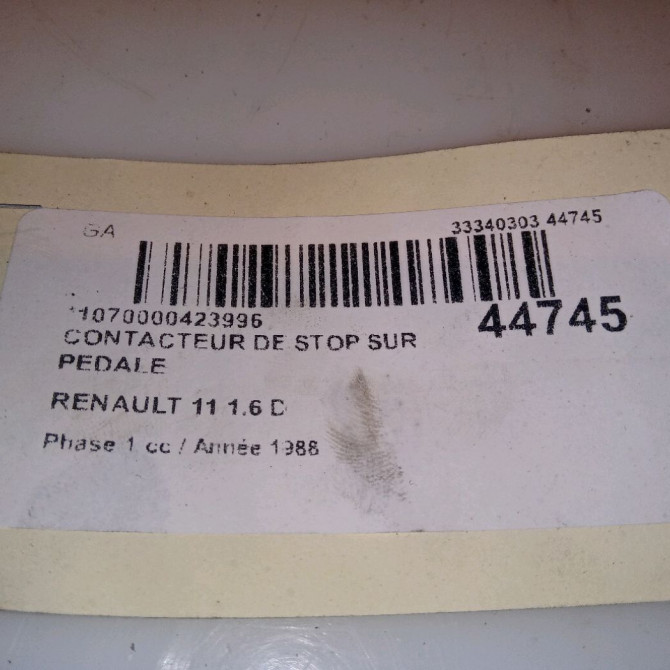 GA 33340303 44745
*1070000423996
44745
CONTACTEUR DE STOP SUR
PEDALE
RENAULT 11 1.6 D
Phase 1 cc / Année 1988